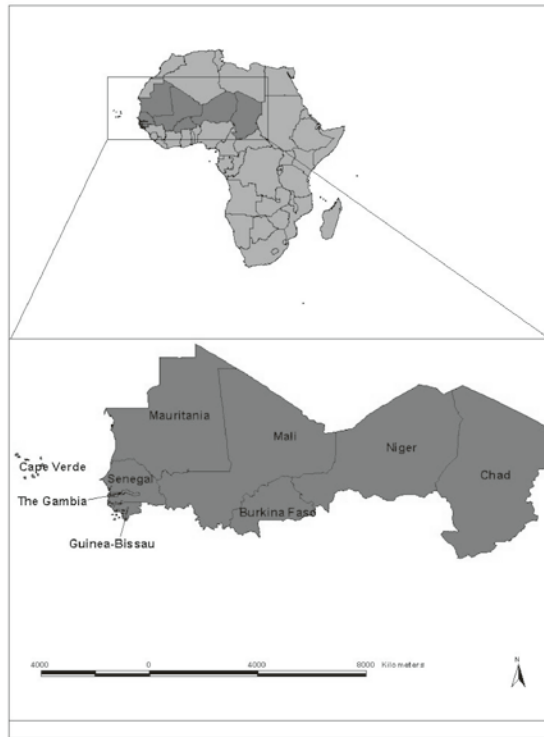 Mauritania
Mali
Niger
Chad
Cape Verde
Senegal
The Gambia
Burkina Faso
Guinea-Bissau
4000 0 4000 8000 Kilometers
N